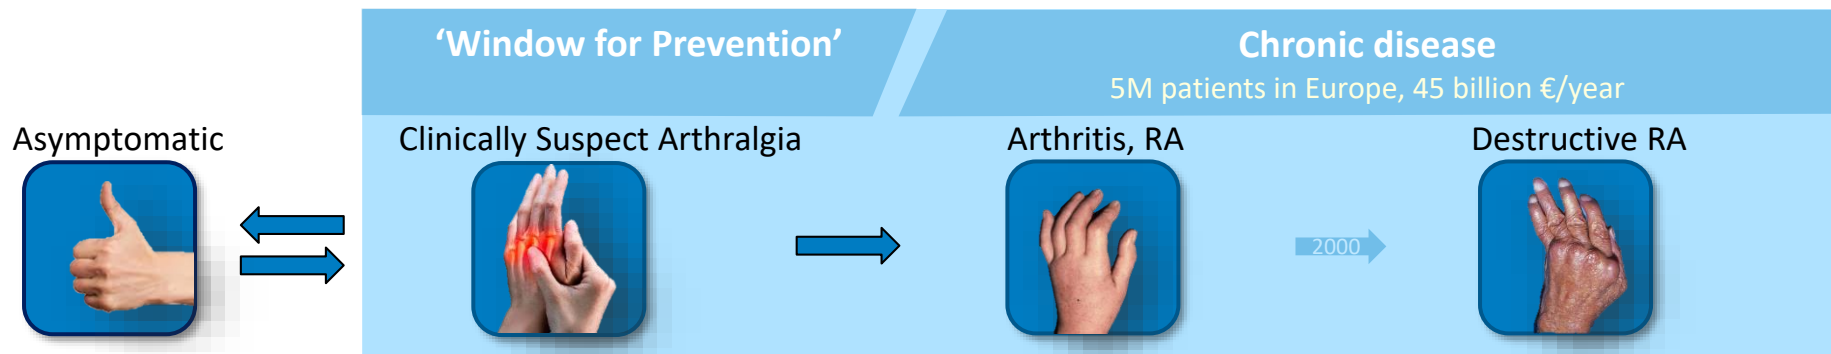 ‘Window for Prevention’
Chronic disease
5M patients in Europe, 45 billion €/year
Asymptomatic
Clinically Suspect Arthralgia
Arthritis, RA
Destructive RA
2000